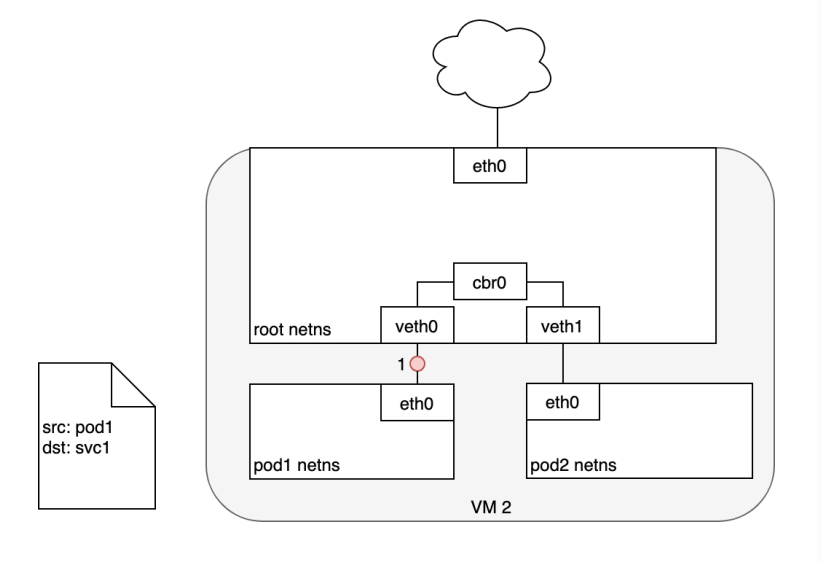 eth0
cbr0
root netns
veth0
veth1
1
eth0
eth0
src: pod1
dst: svc1
pod1 netns
pod2 netns
VM 2